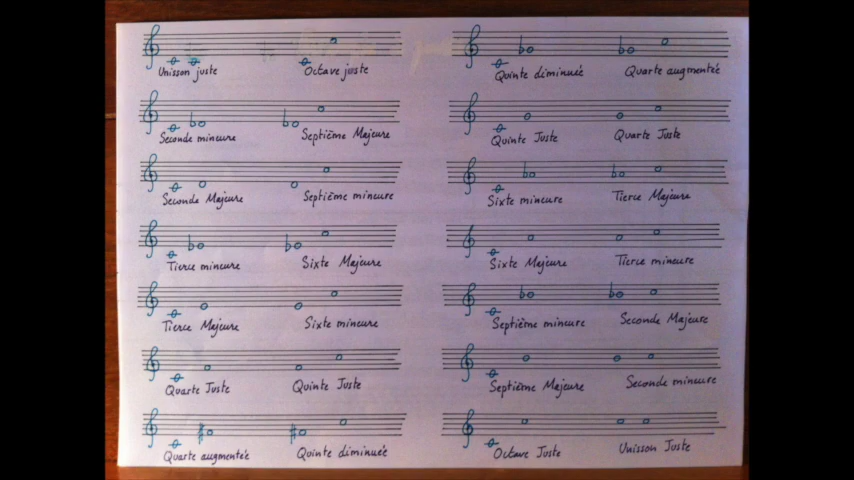 Unisson juste
Octave juste
Seconde mineure
Septième Majeure
Seconde Majeure
Septième mineure
Tierce mineure
Sixte Majeure
Tierce Majeure
Sixte mineure
Quarte Juste
Quinte Juste
Quarte augmentée
Quinte diminuée
Quinte diminuée
Quarte augmentée
Quinte Juste
Quarte Juste
Sixte mineure
Tierce Majeure
Sixte Majeure
Tierce mineure
Septième mineure
Seconde Majeure
Septième Majeure
Seconde mineure
Octave Juste
Unisson Juste